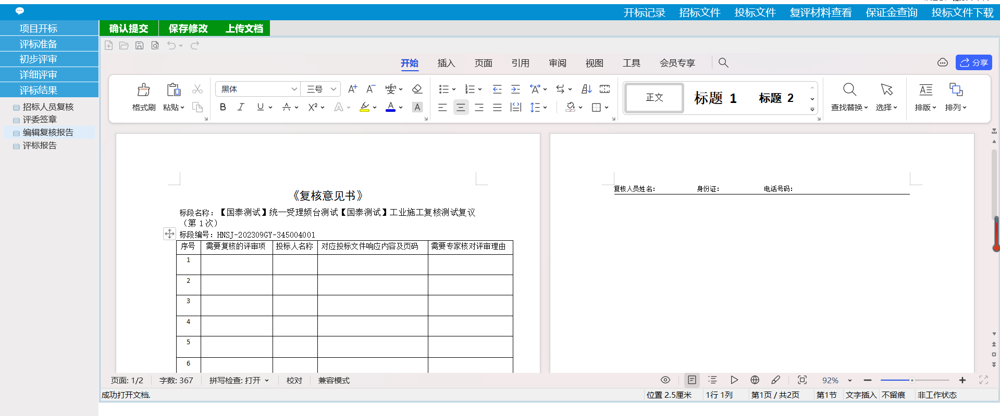 开标记录 招标文件 投标文件 复评材料查看 保证金查询 投标文件下载
项目开标
评标准备
初步评审
详细评审
评标结果
招标人员复核
评委签章
编辑复核报告
评标报告
确认提交 保存修改 上传文档
开始 插入 页面 引用 审阅 视图 工具 会员专享
分享
格式刷 粘贴
黑体 三号
正文 标题 1 标题 2
查找替换 选择 排版 排列
《复核意见书》
标段名称：【国泰测试】统一受理频台测试【国泰测试】工业施工复核测试复议
（第 1 次）
标段编号：HNSJ-202309GY-345004001
序号 需要复核的评审项 投标人名称 对应投标文件响应内容及页码 需要专家核对评审理由
1
2
3
4
5
6
复核人员姓名： 身份证： 电话号码：
页面: 1/2 字数: 367 拼写检查: 打开 校对 兼容模式
92%
成功打开文档. 位置 2.5厘米 1行 1列 第1页 / 共2页 第1节 文字插入 不留痕 非工作状态